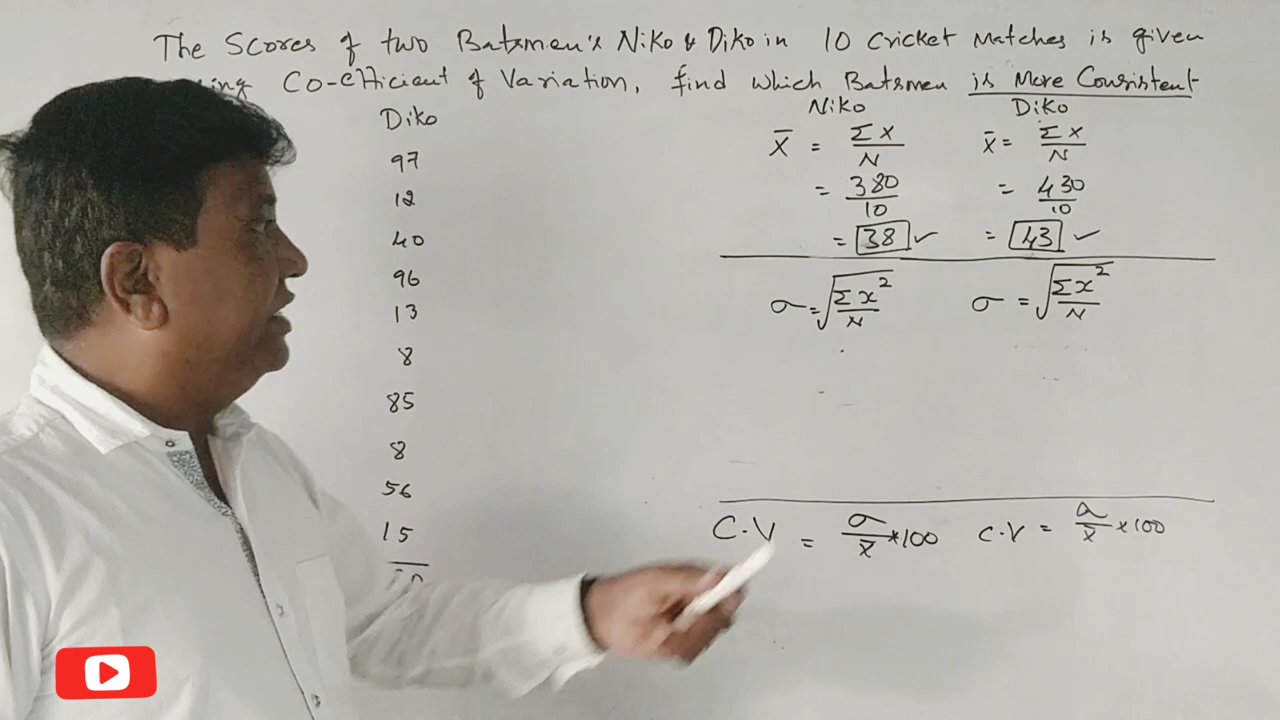 The Scores of two Batsmen's Niko & Diko in 10 Cricket Matches is given
Co-efficient of Variation, find which Batsmen is More Consistent
Diko
97
12
40
96
13
8
85
8
56
15
Niko Diko
X̄ = ΣX/N x̄ = Σx/N
= 380/10 = 430/10
= 38 ✓ = 43 ✓
σ = √(Σx²/N) σ = √(Σx²/N)
C.V = σ/x̄ * 100 C.V = σ/x̄ × 100